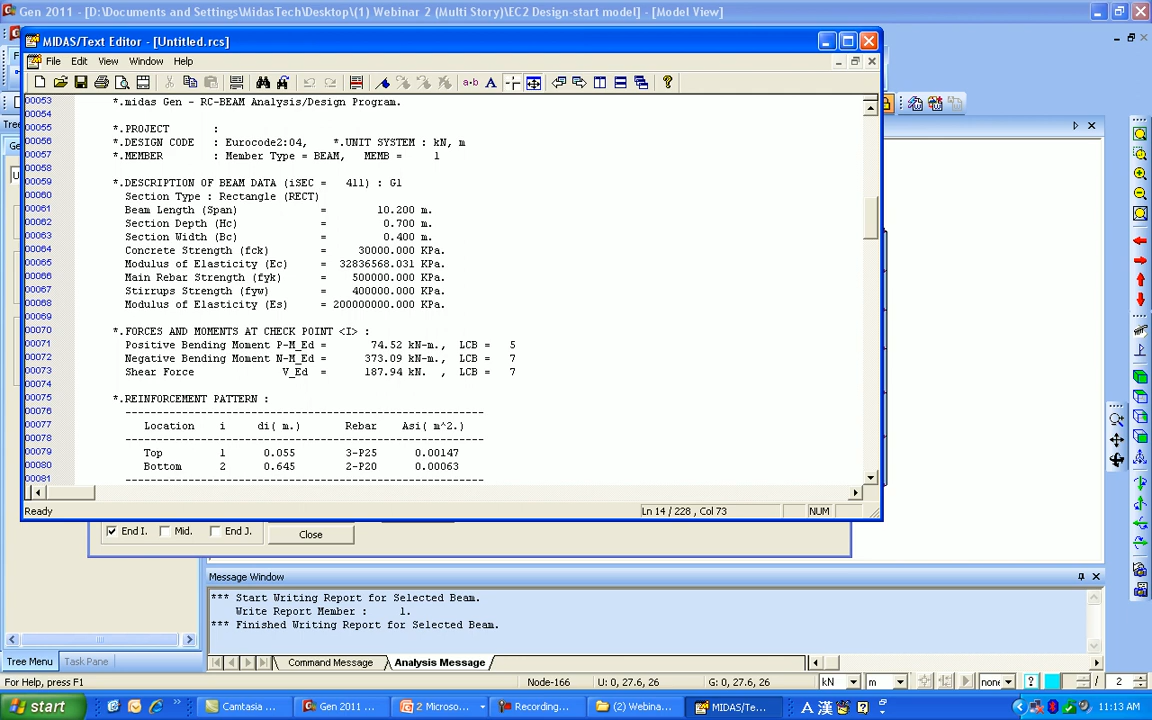 Gen 2011 - [D:\Documents and Settings\MidasTech\Desktop\(1) Webinar 2 (Multi Story)\EC2 Design-start model] - [Model View]
MIDAS/Text Editor - [Untitled.rcs]
File Edit View Window Help
00053 *.midas Gen - RC-BEAM Analysis/Design Program.
00054
00055 *.PROJECT :
00056 *.DESIGN CODE : Eurocode2:04, *.UNIT SYSTEM : kN, m
00057 *.MEMBER : Member Type = BEAM, MEMB = 1
00058
00059 *.DESCRIPTION OF BEAM DATA (iSEC = 411) : G1
00060 Section Type : Rectangle (RECT)
00061 Beam Length (Span) = 10.200 m.
00062 Section Depth (Hc) = 0.700 m.
00063 Section Width (Bc) = 0.400 m.
00064 Concrete Strength (fck) = 30000.000 KPa.
00065 Modulus of Elasticity (Ec) = 32836568.031 KPa.
00066 Main Rebar Strength (fyk) = 500000.000 KPa.
00067 Stirrups Strength (fyw) = 400000.000 KPa.
00068 Modulus of Elasticity (Es) = 200000000.000 KPa.
00069
00070 *.FORCES AND MOMENTS AT CHECK POINT <I> :
00071 Positive Bending Moment P-M_Ed = 74.52 kN-m., LCB = 5
00072 Negative Bending Moment N-M_Ed = 373.09 kN-m., LCB = 7
00073 Shear Force V_Ed = 187.94 kN. , LCB = 7
00074
00075 *.REINFORCEMENT PATTERN :
00076 ------------------------------------------------------------
00077 Location i di( m.) Rebar Asi( m^2.)
00078 ------------------------------------------------------------
00079 Top 1 0.055 3-P25 0.00147
00080 Bottom 2 0.645 2-P20 0.00063
00081 ------------------------------------------------------------
Ready Ln 14 / 228 , Col 73 NUM
End I. Mid. End J. Close
Message Window
*** Start Writing Report for Selected Beam.
Write Report Member : 1.
*** Finished Writing Report for Selected Beam.
Tree Menu Task Pane Command Message Analysis Message
For Help, press F1 Node-166 U: 0, 27.6, 26 G: 0, 27.6, 26 kN m none 2
start Camtasia ... Gen 2011 ... 2 Microso... Recording... (2) Webina... MIDAS/Te... A 漢 11:13 AM